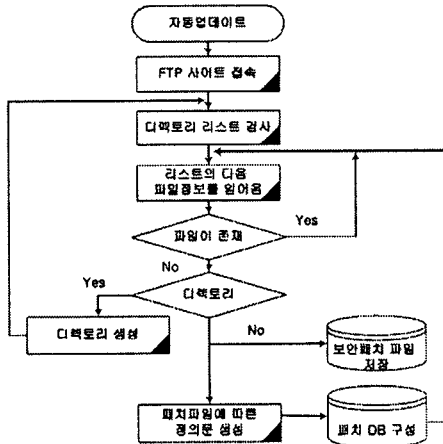 자동업데이트
FTP 사이트 접속
디렉토리 리스트 검사
리스트의 다음
파일정보를 읽어옴
파일이 존재
Yes
No
디렉토리
Yes
No
디렉토리 생성
보안패치 파일
저장
패치파일에 따른
정의문 생성
패치 DB 구성